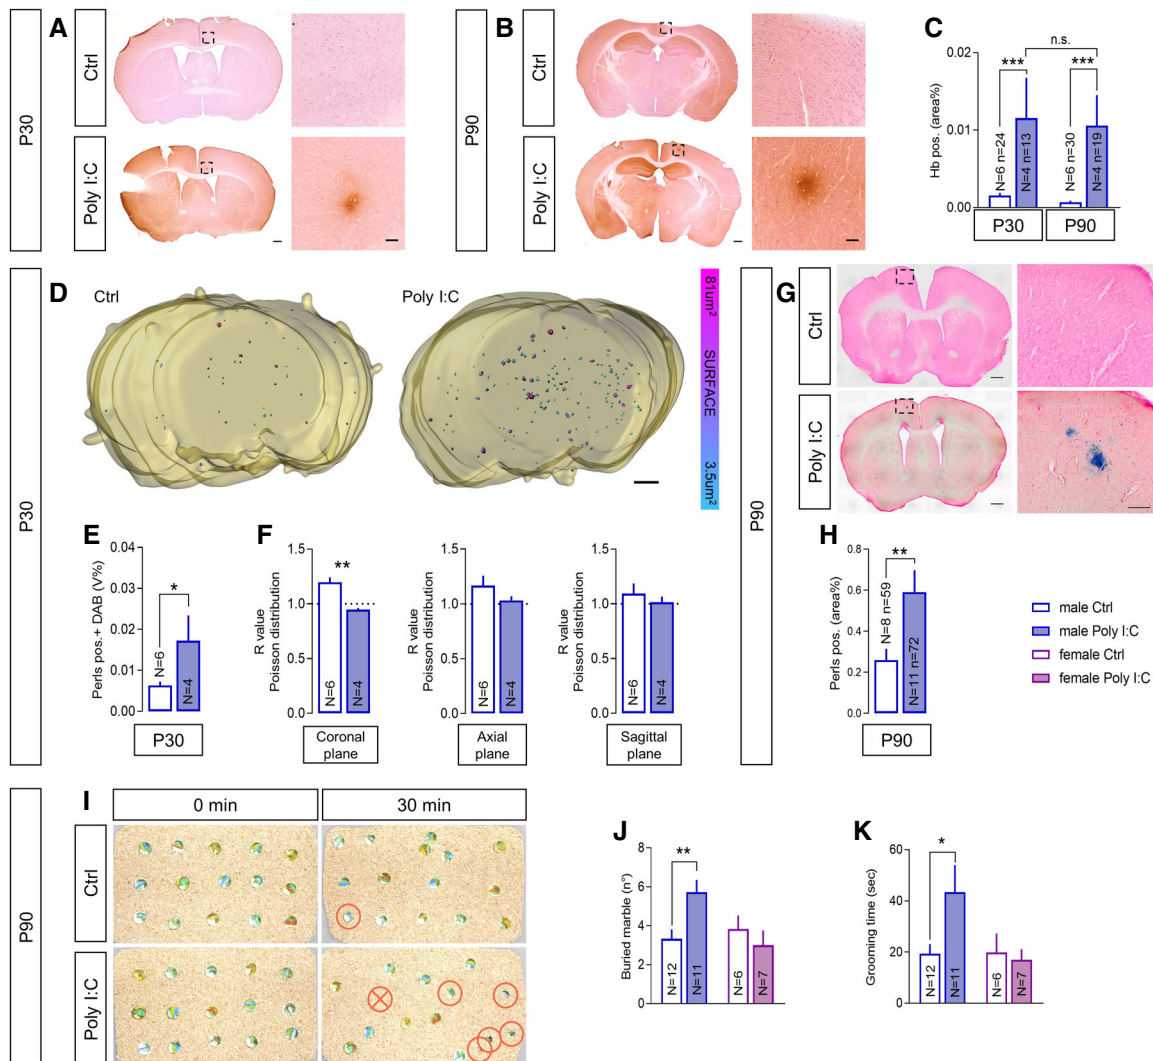 A
P30
Ctrl
Poly I:C
B
P90
Ctrl
Poly I:C
C
Hb pos. (area%)
0.02
0.01
0.00
n.s.
***
***
N=6 n=24
N=4 n=13
N=6 n=30
N=4 n=19
P30
P90
P30
D
Ctrl
Poly I:C
81um²
SURFACE
3.5um²
P90
G
Ctrl
Poly I:C
E
Perls pos.+ DAB (V%)
0.04
0.03
0.02
0.01
0.00
*
N=6
N=4
P30
F
R value
Poisson distribution
1.5
1.0
0.5
0.0
**
N=6
N=4
Coronal
plane
R value
Poisson distribution
1.5
1.0
0.5
0.0
N=6
N=4
Axial
plane
R value
Poisson distribution
1.5
1.0
0.5
0.0
N=6
N=4
Sagittal
plane
H
Perls pos. (area%)
0.8
0.6
0.4
0.2
0.0
**
N=8 n=59
N=11 n=72
P90
male Ctrl
male Poly I:C
female Ctrl
female Poly I:C
P90
I
0 min
30 min
Ctrl
Poly I:C
J
Buried marble (n°)
8
6
4
2
0
**
N=12
N=11
N=6
N=7
K
Grooming time (sec)
60
40
20
0
*
N=12
N=11
N=6
N=7